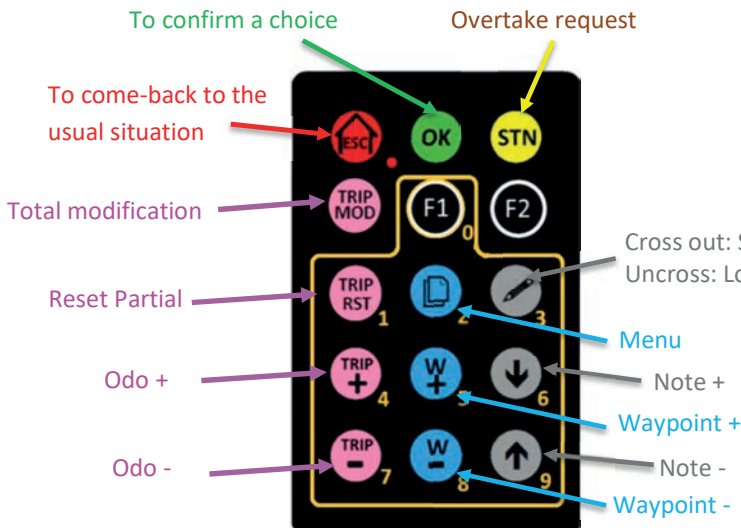 To confirm a choice
Overtake request
To come-back to the
usual situation
ESC
OK
STN
Total modification
TRIP
MOD
F1
0
F2
Cross out: S
Uncross: Lo
Reset Partial
TRIP
RST
1
2
3
Menu
Odo +
TRIP
+
4
W
+
5
6
Note +
Waypoint +
Odo -
TRIP
-
7
W
-
8
9
Note -
Waypoint -